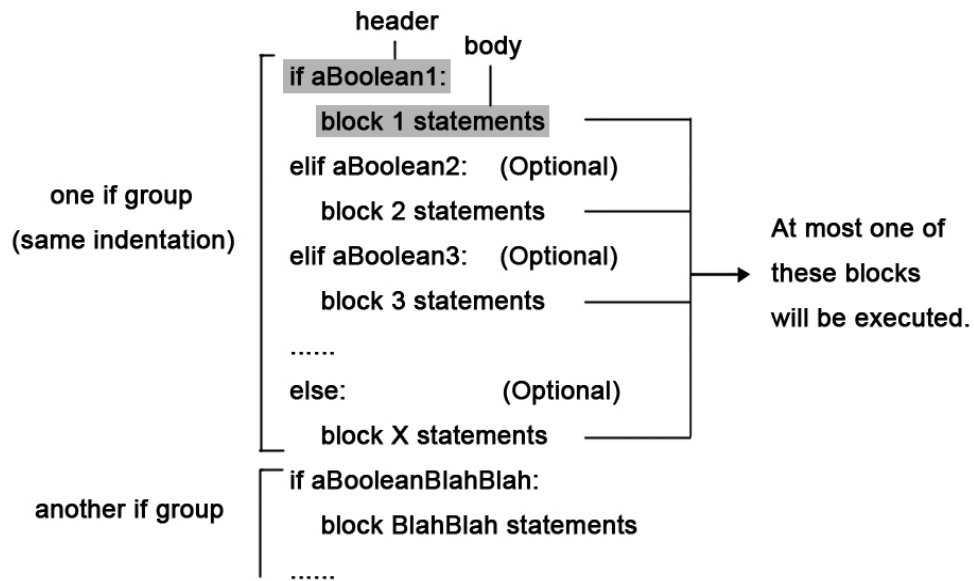 header
body
if aBoolean1:
block 1 statements
elif aBoolean2: (Optional)
block 2 statements
elif aBoolean3: (Optional)
block 3 statements
......
else: (Optional)
block X statements
one if group
(same indentation)
At most one of
these blocks
will be executed.
if aBooleanBlahBlah:
block BlahBlah statements
......
another if group